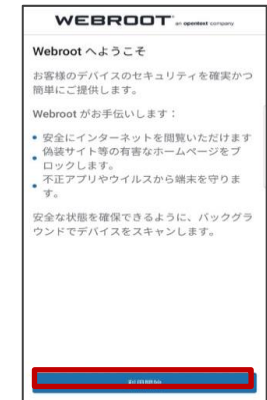 WEBROOT™ an opentext company
Webroot へようこそ
お客様のデバイスのセキュリティを確実かつ
簡単にご提供します。
Webroot がお手伝いします：
• 安全にインターネットを閲覧いただけます
• 偽装サイト等の有害なホームページをブ
ロックします。
• 不正アプリやウイルスから端末を守りま
す。
安全な状態を確保できるように、バックグラ
ウンドでデバイスをスキャンします。